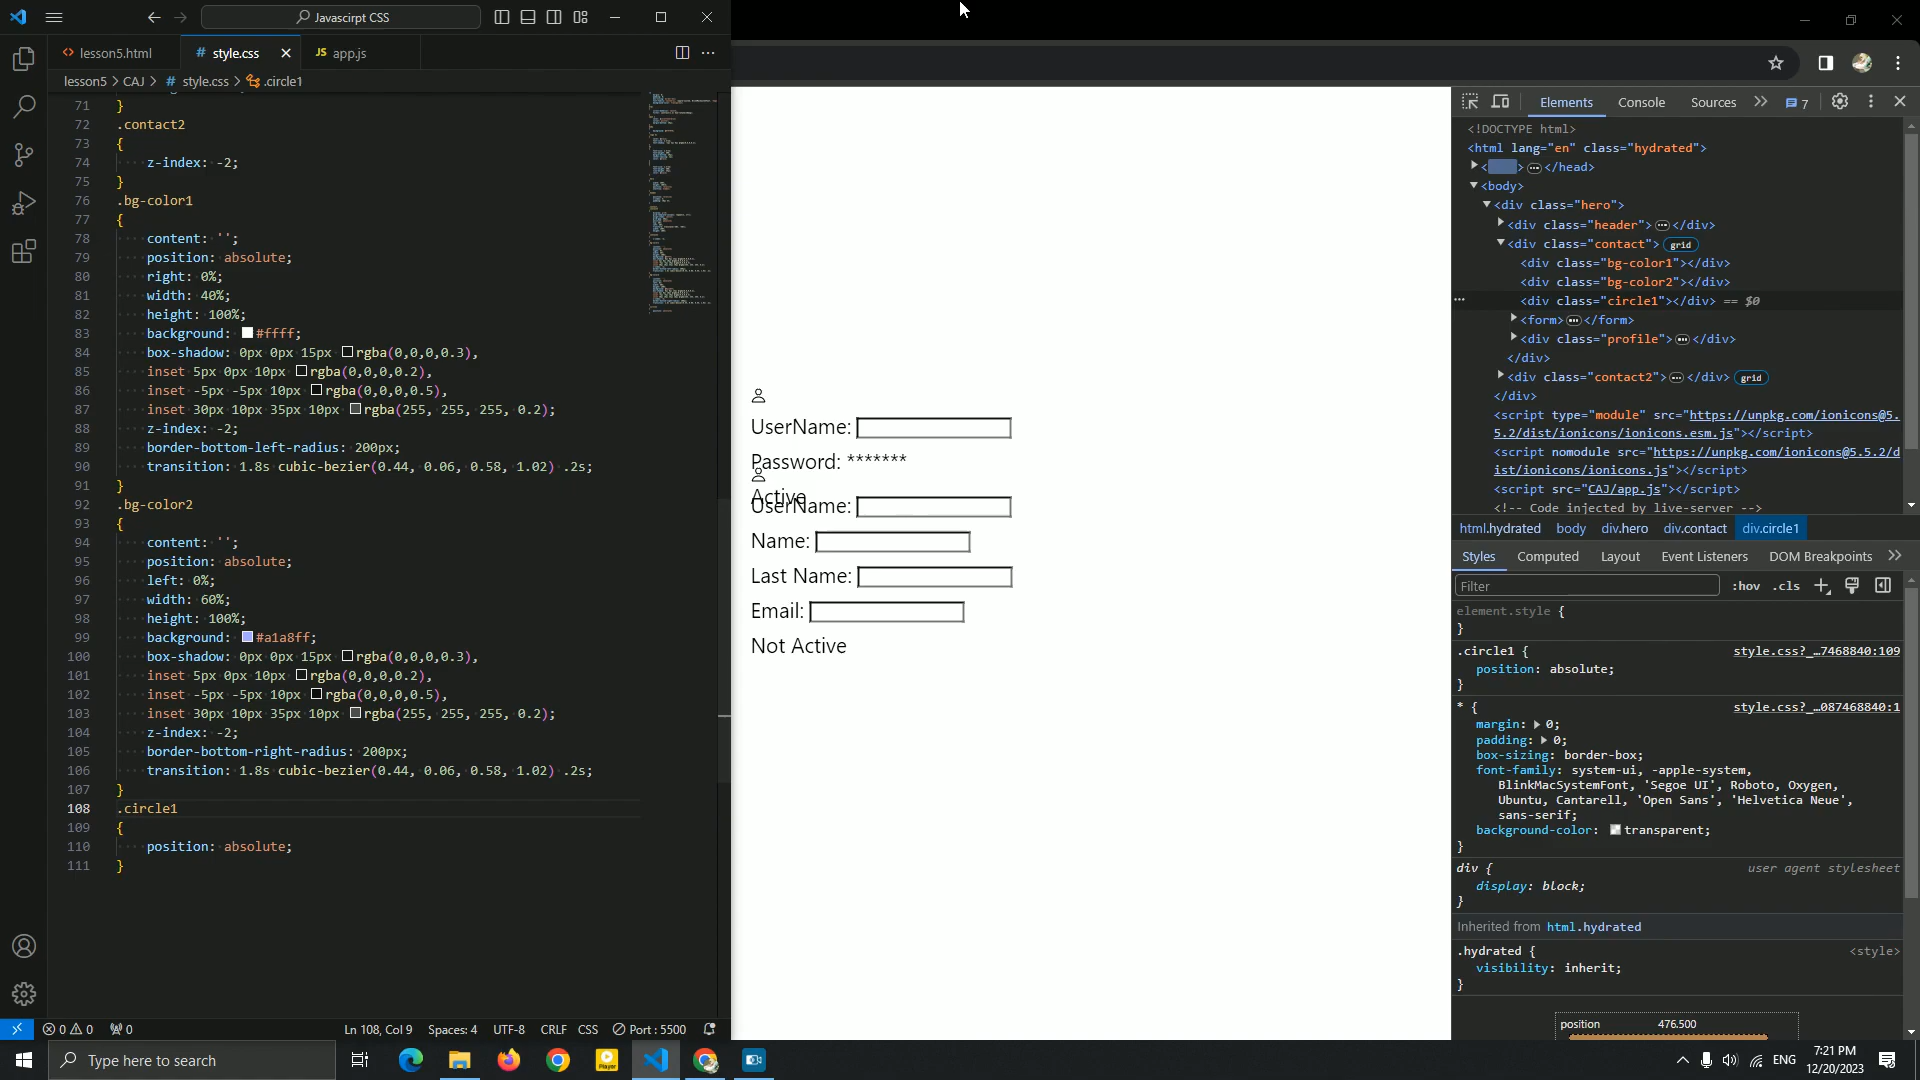 Javacirpt CSS
lesson5.html
# style.css
JS app.js
lesson5 > CAJ > # style.css > .circle1
71 }
72 .contact2
73 {
74 z-index: -2;
75 }
76 .bg-color1
77 {
78 content: '';
79 position: absolute;
80 right: 0%;
81 width: 40%;
82 height: 100%;
83 background: #ffff;
84 box-shadow: 0px 0px 15px rgba(0,0,0,0.3),
85 inset 5px 0px 10px rgba(0,0,0,0.2),
86 inset -5px -5px 10px rgba(0,0,0,0.5),
87 inset 30px 10px 35px 10px rgba(255, 255, 255, 0.2);
88 z-index: -2;
89 border-bottom-left-radius: 200px;
90 transition: 1.8s cubic-bezier(0.44, 0.06, 0.58, 1.02) .2s;
91 }
92 .bg-color2
93 {
94 content: '';
95 position: absolute;
96 left: 0%;
97 width: 60%;
98 height: 100%;
99 background: #a1a8ff;
100 box-shadow: 0px 0px 15px rgba(0,0,0,0.3),
101 inset 5px 0px 10px rgba(0,0,0,0.2),
102 inset -5px -5px 10px rgba(0,0,0,0.5),
103 inset 30px 10px 35px 10px rgba(255, 255, 255, 0.2);
104 z-index: -2;
105 border-bottom-right-radius: 200px;
106 transition: 1.8s cubic-bezier(0.44, 0.06, 0.58, 1.02) .2s;
107 }
108 .circle1
109 {
110 position: absolute;
111 }
0 0 0
Ln 108, Col 9 Spaces: 4 UTF-8 CRLF CSS Port : 5500
UserName:
Password: *******
Active
UserName:
Name:
Last Name:
Email:
Not Active
Elements Console Sources 7
<!DOCTYPE html>
<html lang="en" class="hydrated">
< > </head>
<body>
<div class="hero">
<div class="header"> </div>
<div class="contact"> grid
<div class="bg-color1"></div>
<div class="bg-color2"></div>
<div class="circle1"></div> == $0
<form> </form>
<div class="profile"> </div>
</div>
<div class="contact2"> </div> grid
</div>
<script type="module" src="https://unpkg.com/ionicons@5.
5.2/dist/ionicons/ionicons.esm.js"></script>
<script nomodule src="https://unpkg.com/ionicons@5.5.2/d
ist/ionicons/ionicons.js"></script>
<script src="CAJ/app.js"></script>
<!-- Code injected by live-server -->
html.hydrated body div.hero div.contact div.circle1
Styles Computed Layout Event Listeners DOM Breakpoints
Filter :hov .cls
element.style {
}
.circle1 { style.css?_…7468840:109
position: absolute;
}
* { style.css?_…087468840:1
margin: 0;
padding: 0;
box-sizing: border-box;
font-family: system-ui, -apple-system,
BlinkMacSystemFont, 'Segoe UI', Roboto, Oxygen,
Ubuntu, Cantarell, 'Open Sans', 'Helvetica Neue',
sans-serif;
background-color: transparent;
}
div { user agent stylesheet
display: block;
}
Inherited from html.hydrated
.hydrated { <style>
visibility: inherit;
}
position 476.500
Type here to search
Player
ENG
7:21 PM
12/20/2023